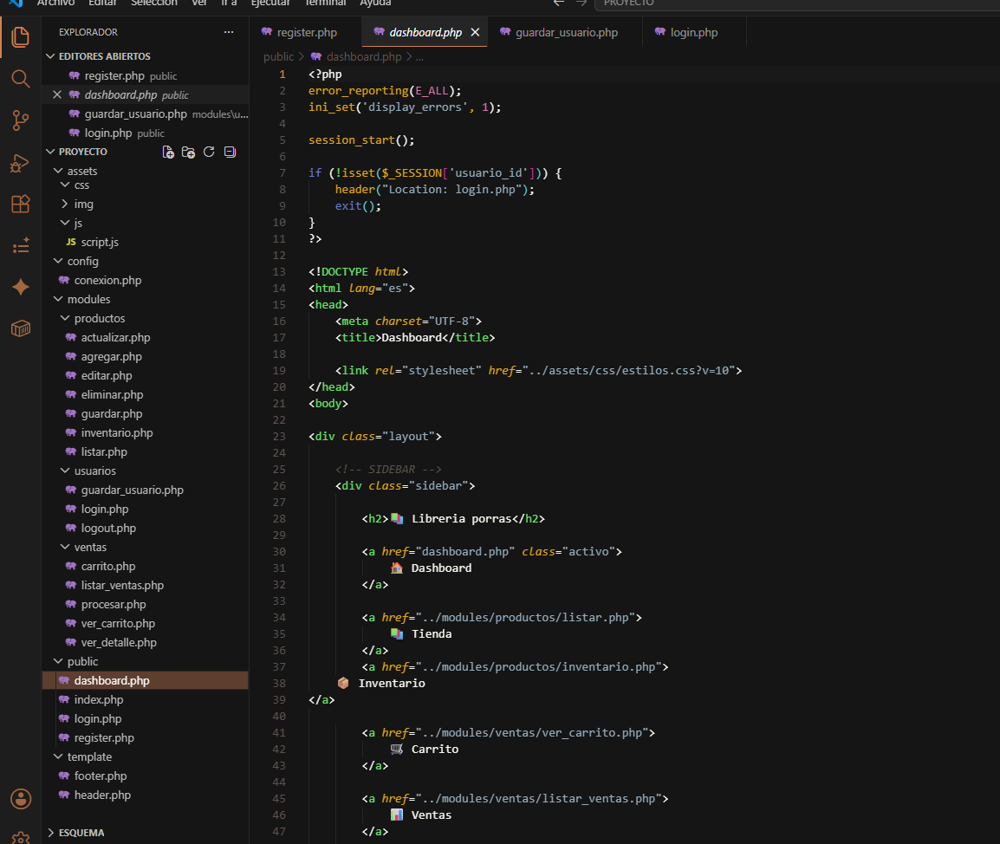 Archivo Editar Selección Ver Ir a Ejecutar Terminal Ayuda
PROYECTO
EXPLORADOR
EDITORES ABIERTOS
register.php public
dashboard.php public
guardar_usuario.php modules\u...
login.php public
PROYECTO
assets
css
img
js
JS script.js
config
conexion.php
modules
productos
actualizar.php
agregar.php
editar.php
eliminar.php
guardar.php
inventario.php
listar.php
usuarios
guardar_usuario.php
login.php
logout.php
ventas
carrito.php
listar_ventas.php
procesar.php
ver_carrito.php
ver_detalle.php
public
dashboard.php
index.php
login.php
register.php
template
footer.php
header.php
ESQUEMA
register.php dashboard.php guardar_usuario.php login.php
public > dashboard.php > ...
1 <?php
2 error_reporting(E_ALL);
3 ini_set('display_errors', 1);
4
5 session_start();
6
7 if (!isset($_SESSION['usuario_id'])) {
8 header("Location: login.php");
9 exit();
10 }
11 ?>
12
13 <!DOCTYPE html>
14 <html lang="es">
15 <head>
16 <meta charset="UTF-8">
17 <title>Dashboard</title>
18
19 <link rel="stylesheet" href="../assets/css/estilos.css?v=10">
20 </head>
21 <body>
22
23 <div class="layout">
24
25 <!-- SIDEBAR -->
26 <div class="sidebar">
27
28 <h2>📚 Libreria porras</h2>
29
30 <a href="dashboard.php" class="activo">
31 🏠 Dashboard
32 </a>
33
34 <a href="../modules/productos/listar.php">
35 📚 Tienda
36 </a>
37 <a href="../modules/productos/inventario.php">
38 📦 Inventario
39 </a>
40
41 <a href="../modules/ventas/ver_carrito.php">
42 🛒 Carrito
43 </a>
44
45 <a href="../modules/ventas/listar_ventas.php">
46 📊 Ventas
47 </a>